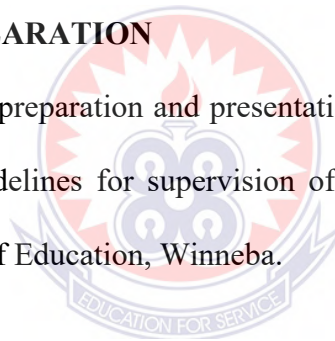 ARATION
preparation and presentati
delines for supervision of
f Education, Winneba.
EDUCATION FOR SERVICE